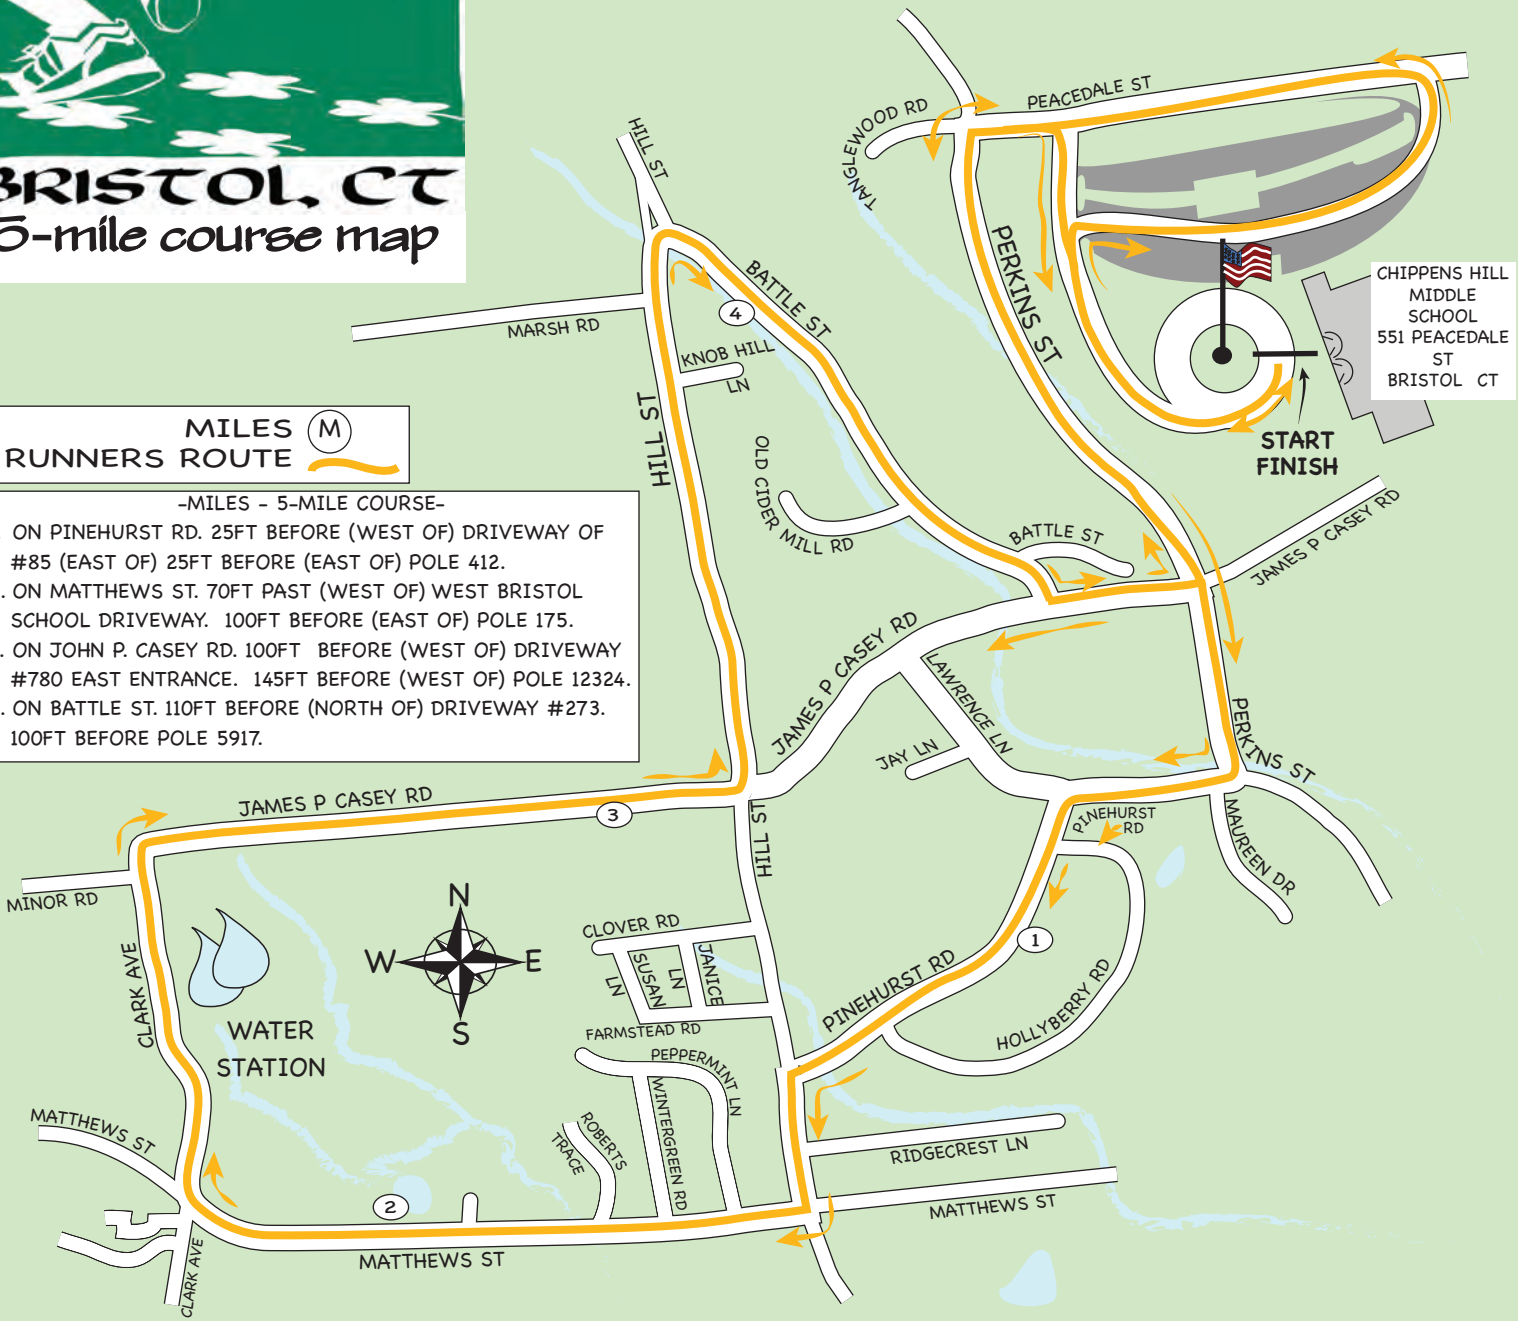 BRISTOL, CT
5-mile course map
MILES M
RUNNERS ROUTE
-MILES - 5-MILE COURSE-
ON PINEHURST RD. 25FT BEFORE (WEST OF) DRIVEWAY OF
#85 (EAST OF) 25FT BEFORE (EAST OF) POLE 412.
. ON MATTHEWS ST. 70FT PAST (WEST OF) WEST BRISTOL
SCHOOL DRIVEWAY. 100FT BEFORE (EAST OF) POLE 175.
. ON JOHN P. CASEY RD. 100FT BEFORE (WEST OF) DRIVEWAY
#780 EAST ENTRANCE. 145FT BEFORE (WEST OF) POLE 12324.
. ON BATTLE ST. 110FT BEFORE (NORTH OF) DRIVEWAY #273.
100FT BEFORE POLE 5917.
HILL ST
TANGLEWOOD RD
PEACEDALE ST
PERKINS ST
CHIPPENS HILL
MIDDLE
SCHOOL
551 PEACEDALE
ST
BRISTOL CT
START
FINISH
BATTLE ST
4
MARSH RD
KNOB HILL
LN
HILL ST
OLD CIDER MILL RD
BATTLE ST
JAMES P CASEY RD
JAMES P CASEY RD
LAWRENCE LN
JAY LN
PERKINS ST
PINEHURST
RD
MAUREEN DR
JAMES P CASEY RD
3
HILL ST
MINOR RD
CLARK AVE
WATER
STATION
N
W
E
S
CLOVER RD
SUSAN
LN
JANICE
LN
FARMSTEAD RD
1
PINEHURST RD
HOLLYBERRY RD
PEPPERMINT LN
WINTERGREEN RD
ROBERTS
TRACE
RIDGECREST LN
MATTHEWS ST
MATTHEWS ST
2
MATTHEWS ST
CLARK AVE